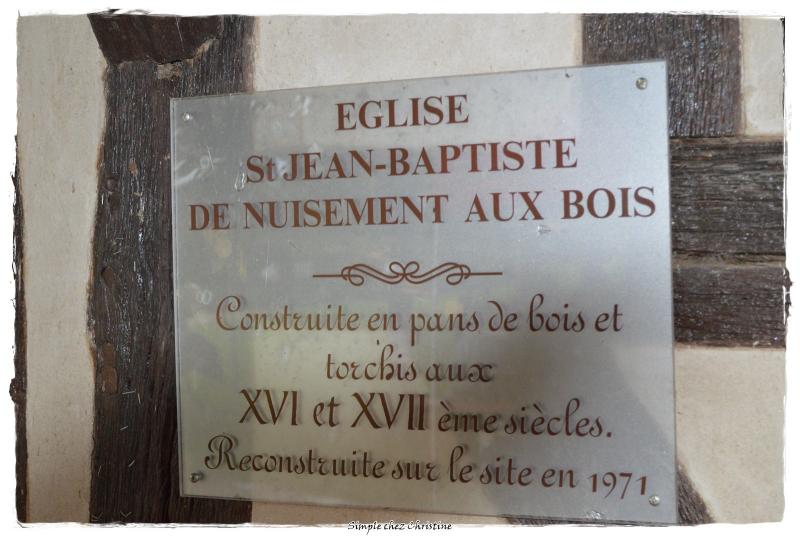 EGLISE
St JEAN-BAPTISTE
DE NUISEMENT AUX BOIS
Construite en pans de bois et
torchis aux
XVI et XVII ème siècles.
Reconstruite sur le site en 1971
Simple chez Christine